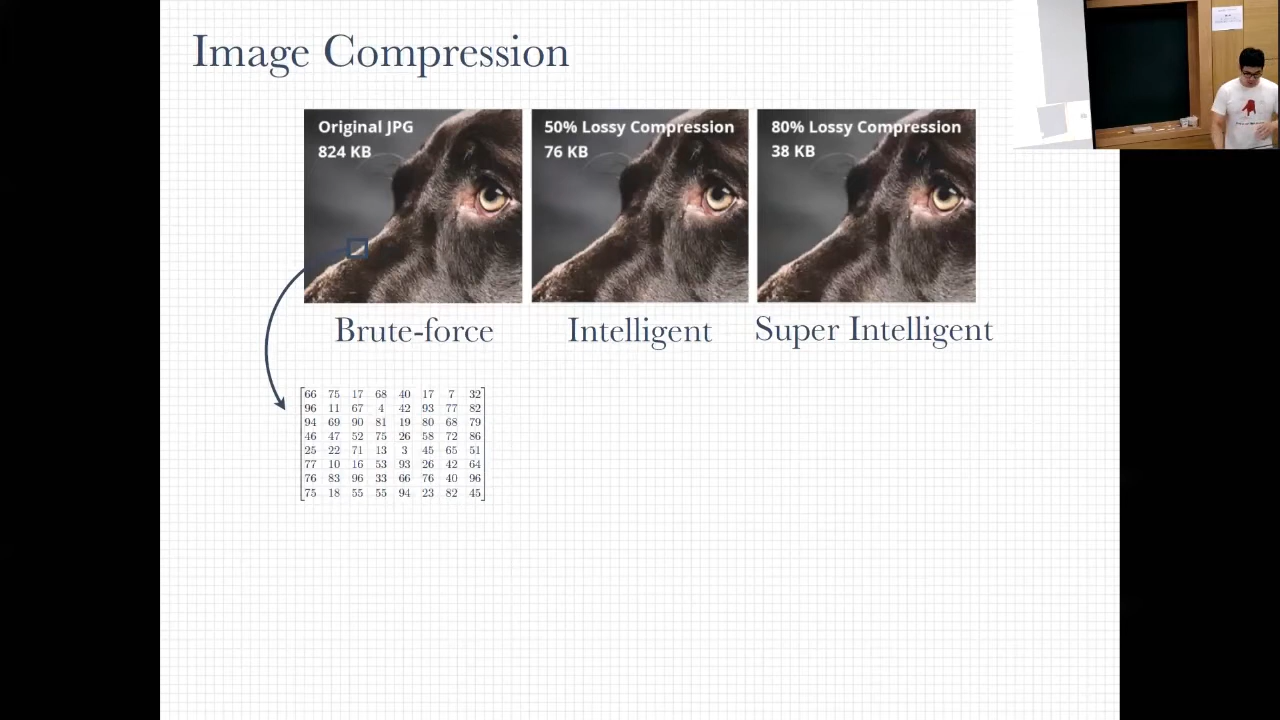 Image Compression
Original JPG
824 KB
50% Lossy Compression
76 KB
80% Lossy Compression
38 KB
Brute-force
Intelligent
Super Intelligent
66 75 17 68 40 17 7 32
96 11 67 4 42 93 77 82
94 69 90 81 19 80 68 79
46 47 52 75 26 58 72 86
25 22 71 13 3 45 65 51
77 10 16 53 93 26 42 64
76 83 96 33 66 76 40 96
75 18 55 55 94 23 82 45